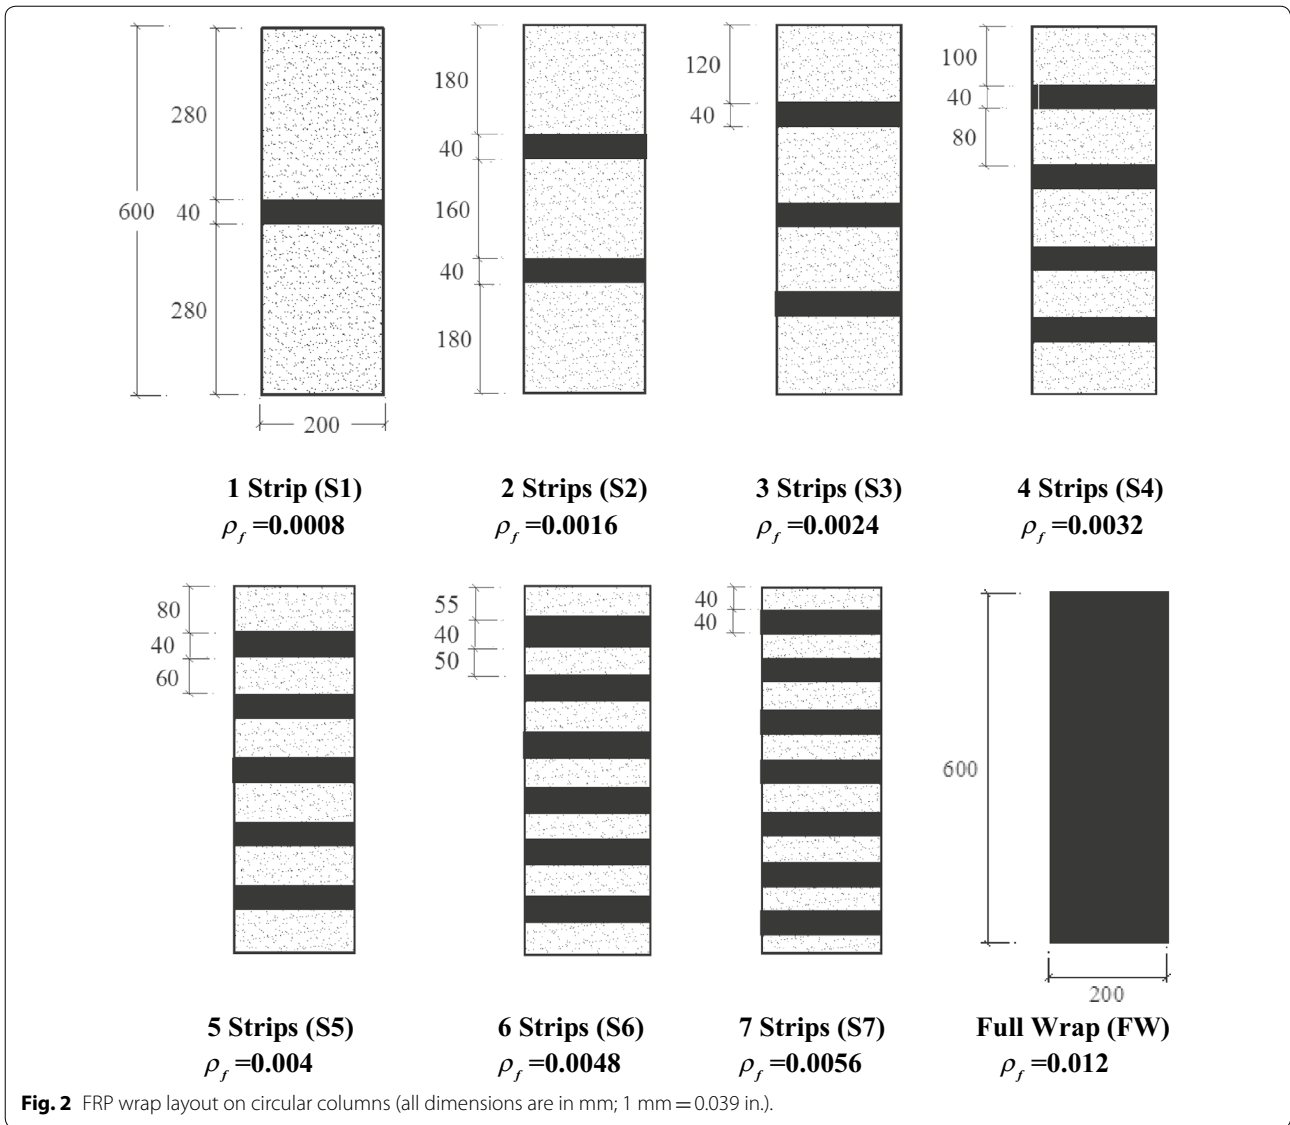 600
280
40
280
200
180
40
160
40
180
120
40
100
40
80
1 Strip (S1)
ρf =0.0008
2 Strips (S2)
ρf =0.0016
3 Strips (S3)
ρf =0.0024
4 Strips (S4)
ρf =0.0032
80
40
60
55
40
50
40
40
600
200
5 Strips (S5)
ρf =0.004
6 Strips (S6)
ρf =0.0048
7 Strips (S7)
ρf =0.0056
Full Wrap (FW)
ρf =0.012
Fig. 2 FRP wrap layout on circular columns (all dimensions are in mm; 1 mm = 0.039 in.).